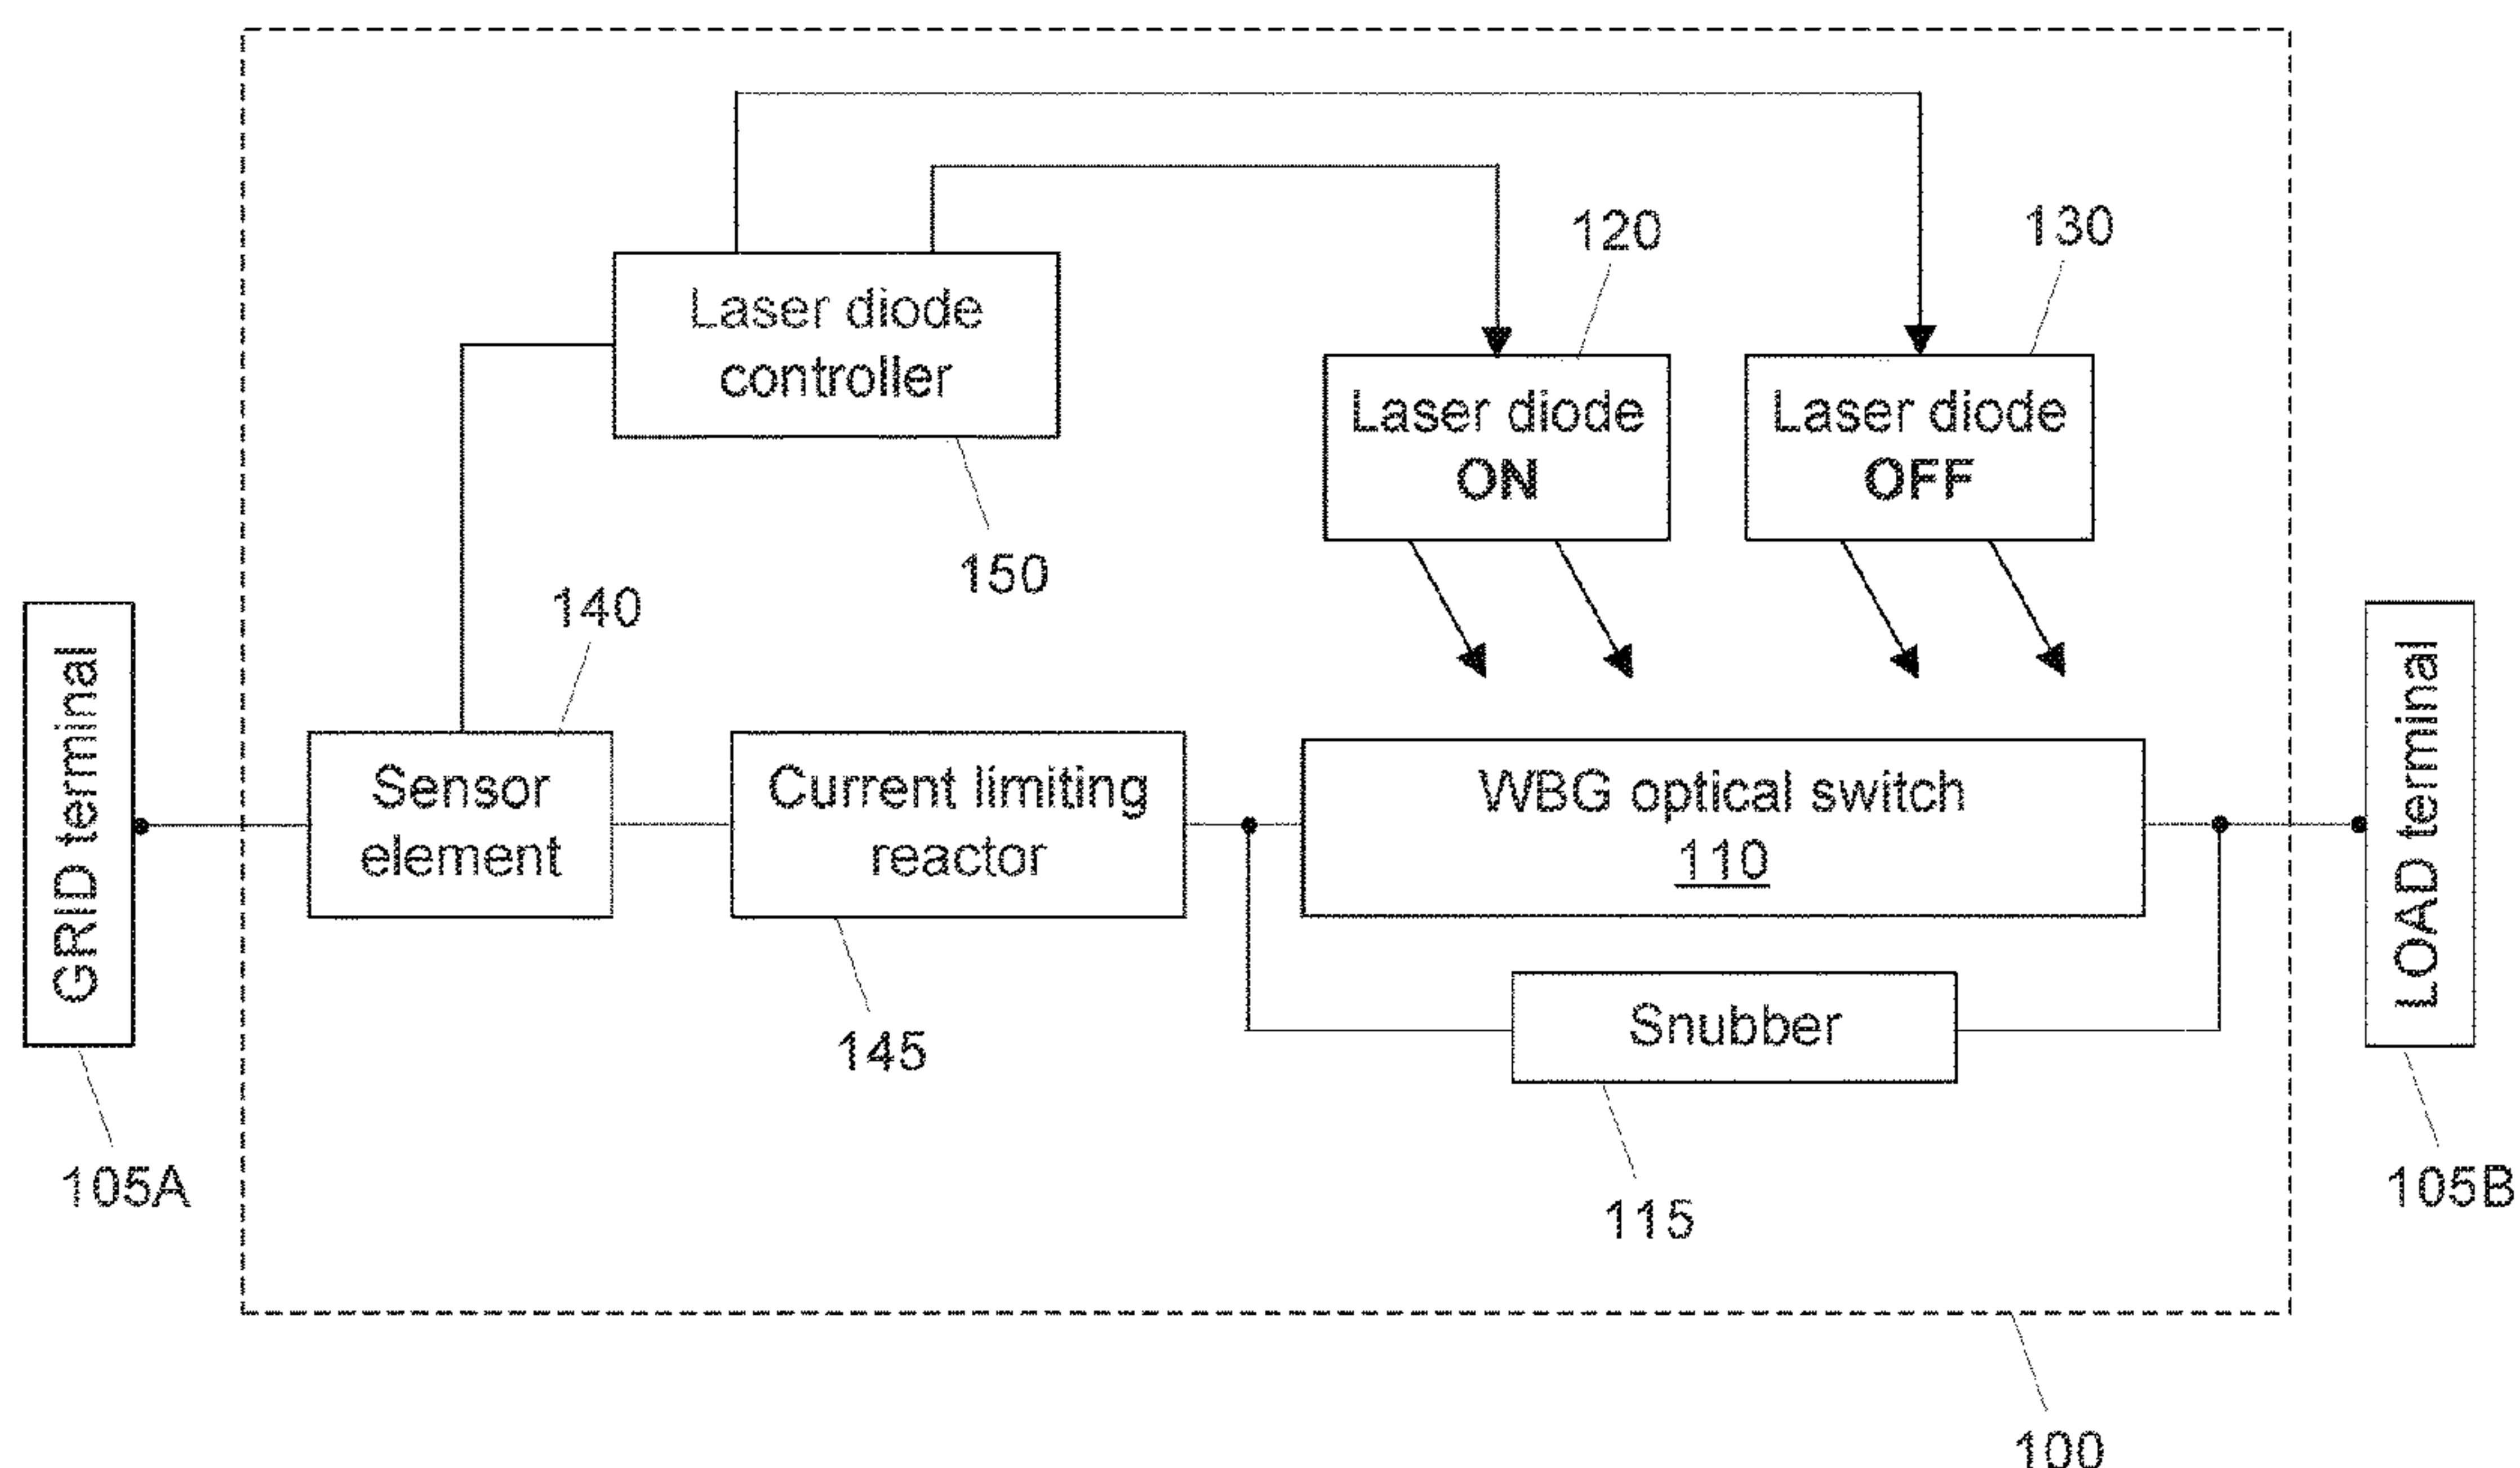 120
130
Laser diode
controller
Laser diode
ON
Laser diode
OFF
150
140
GRID terminal
Sensor
element
Current limiting
reactor
WBG optical switch
110
LOAD terminal
Snubber
145
105A
115
105B
100